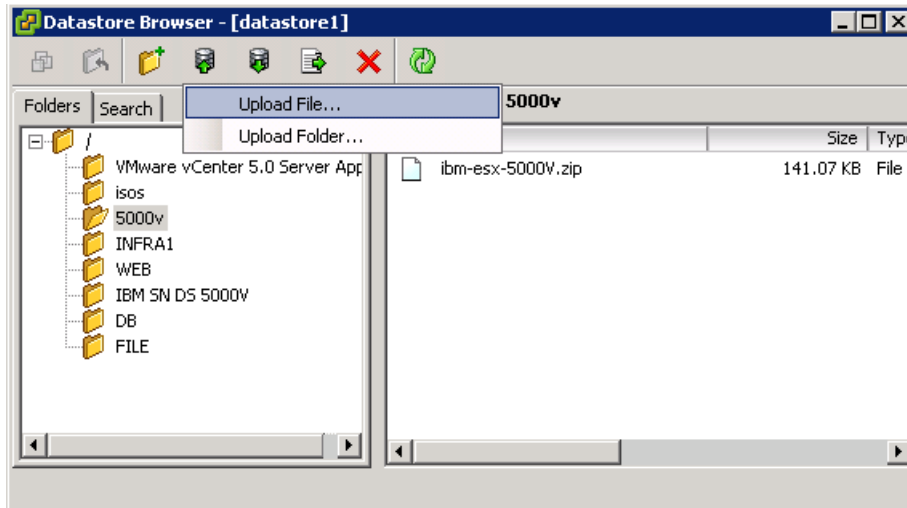 Datastore Browser - [datastore1]
Folders
Search
Upload File...
Upload Folder...
5000v
/
VMware vCenter 5.0 Server App
isos
5000v
INFRA1
WEB
IBM SN DS 5000V
DB
FILE
Size
Type
ibm-esx-5000V.zip
141.07 KB
File